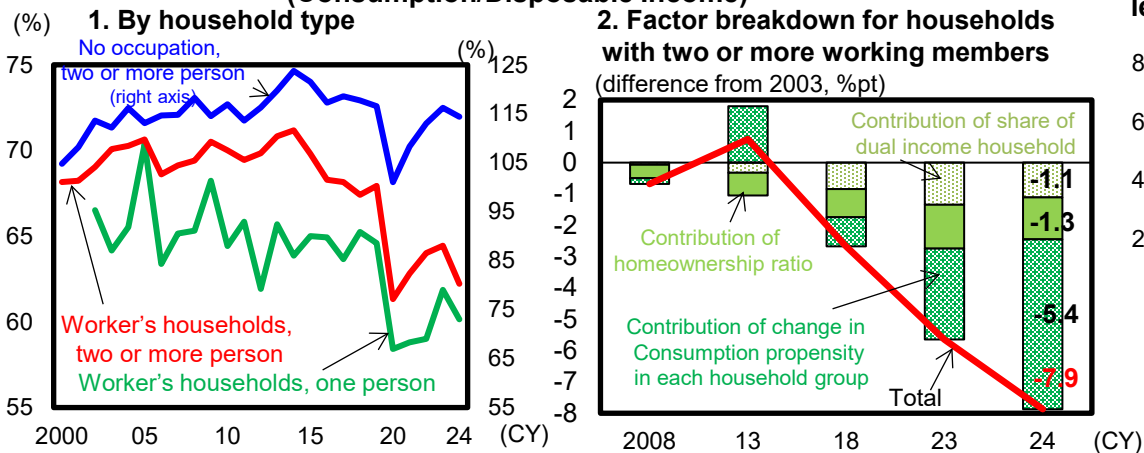 (Consumption/Disposable income)
(%) 1. By household type
No occupation,
two or more person
(right axis)
(%)
75
70
65
60
55
125
115
105
95
85
75
65
55
Worker's households,
two or more person
Worker's households, one person
2000 05 10 15 20 24 (CY)
2. Factor breakdown for households
with two or more working members
(difference from 2003, %pt)
2
1
0
-1
-2
-3
-4
-5
-6
-7
-8
Contribution of share of
dual income household
-1.1
-1.3
-5.4
-7.9
Contribution of
homeownership ratio
Contribution of change in
Consumption propensity
in each household group
Total
2008 13 18 23 24 (CY)
8
6
4
2